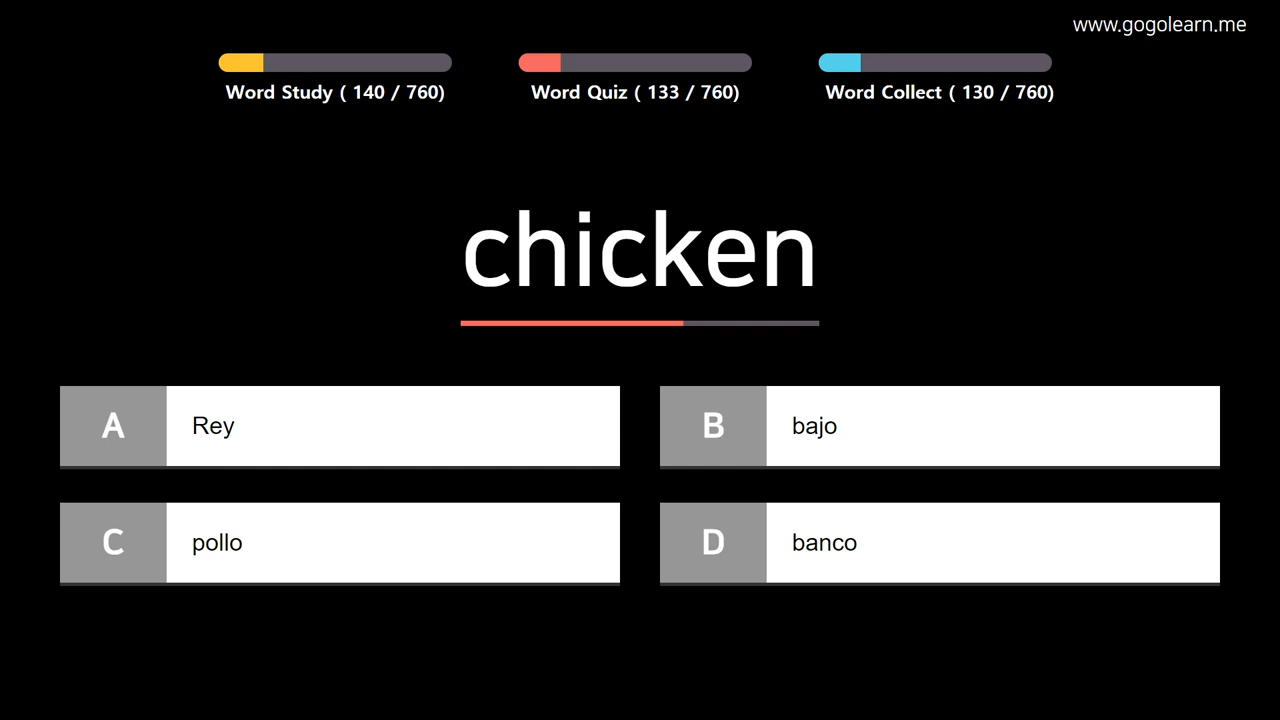 www.gogolearn.me
Word Study ( 140 / 760)
Word Quiz ( 133 / 760)
Word Collect ( 130 / 760)
chicken
A Rey
B bajo
C pollo
D banco